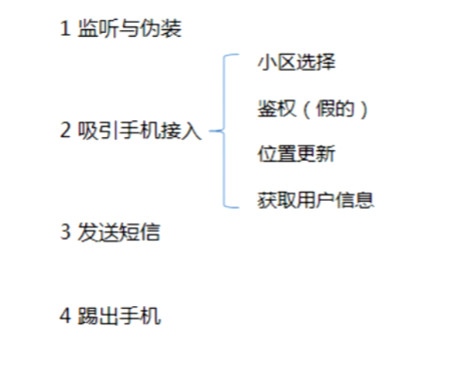 1 监听与伪装
2 吸引手机接入
小区选择
鉴权（假的）
位置更新
获取用户信息
3 发送短信
4 踢出手机